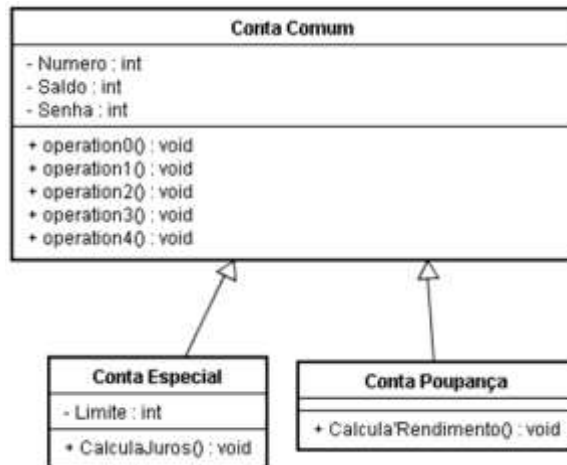 Conta Comum
- Numero : int
- Saldo : int
- Senha : int
+ operation0() : void
+ operation1() : void
+ operation2() : void
+ operation3() : void
+ operation4() : void
Conta Especial
- Limite : int
+ CalculaJuros() : void
Conta Poupança
+ Calcula'Rendimento() : void